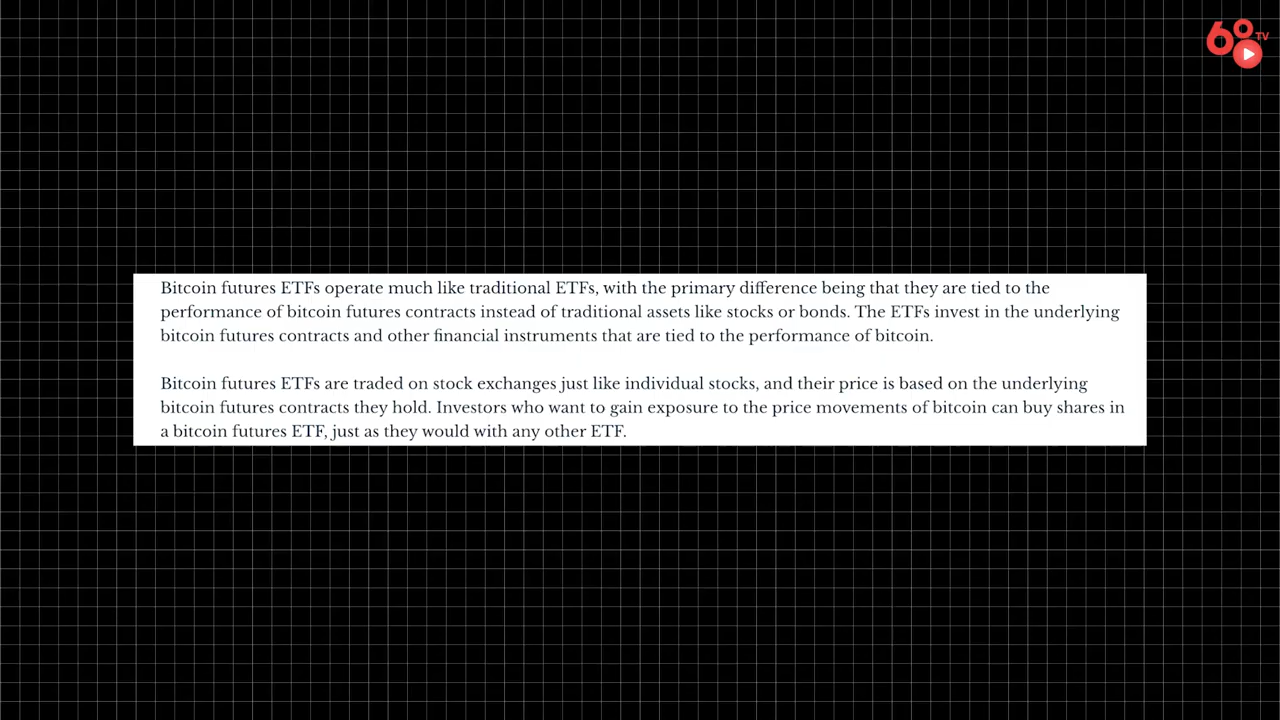 6°
TV
Bitcoin futures ETFs operate much like traditional ETFs, with the primary difference being that they are tied to the
performance of bitcoin futures contracts instead of traditional assets like stocks or bonds. The ETFs invest in the underlying
bitcoin futures contracts and other financial instruments that are tied to the performance of bitcoin.
Bitcoin futures ETFs are traded on stock exchanges just like individual stocks, and their price is based on the underlying
bitcoin futures contracts they hold. Investors who want to gain exposure to the price movements of bitcoin can buy shares in
a bitcoin futures ETF, just as they would with any other ETF.